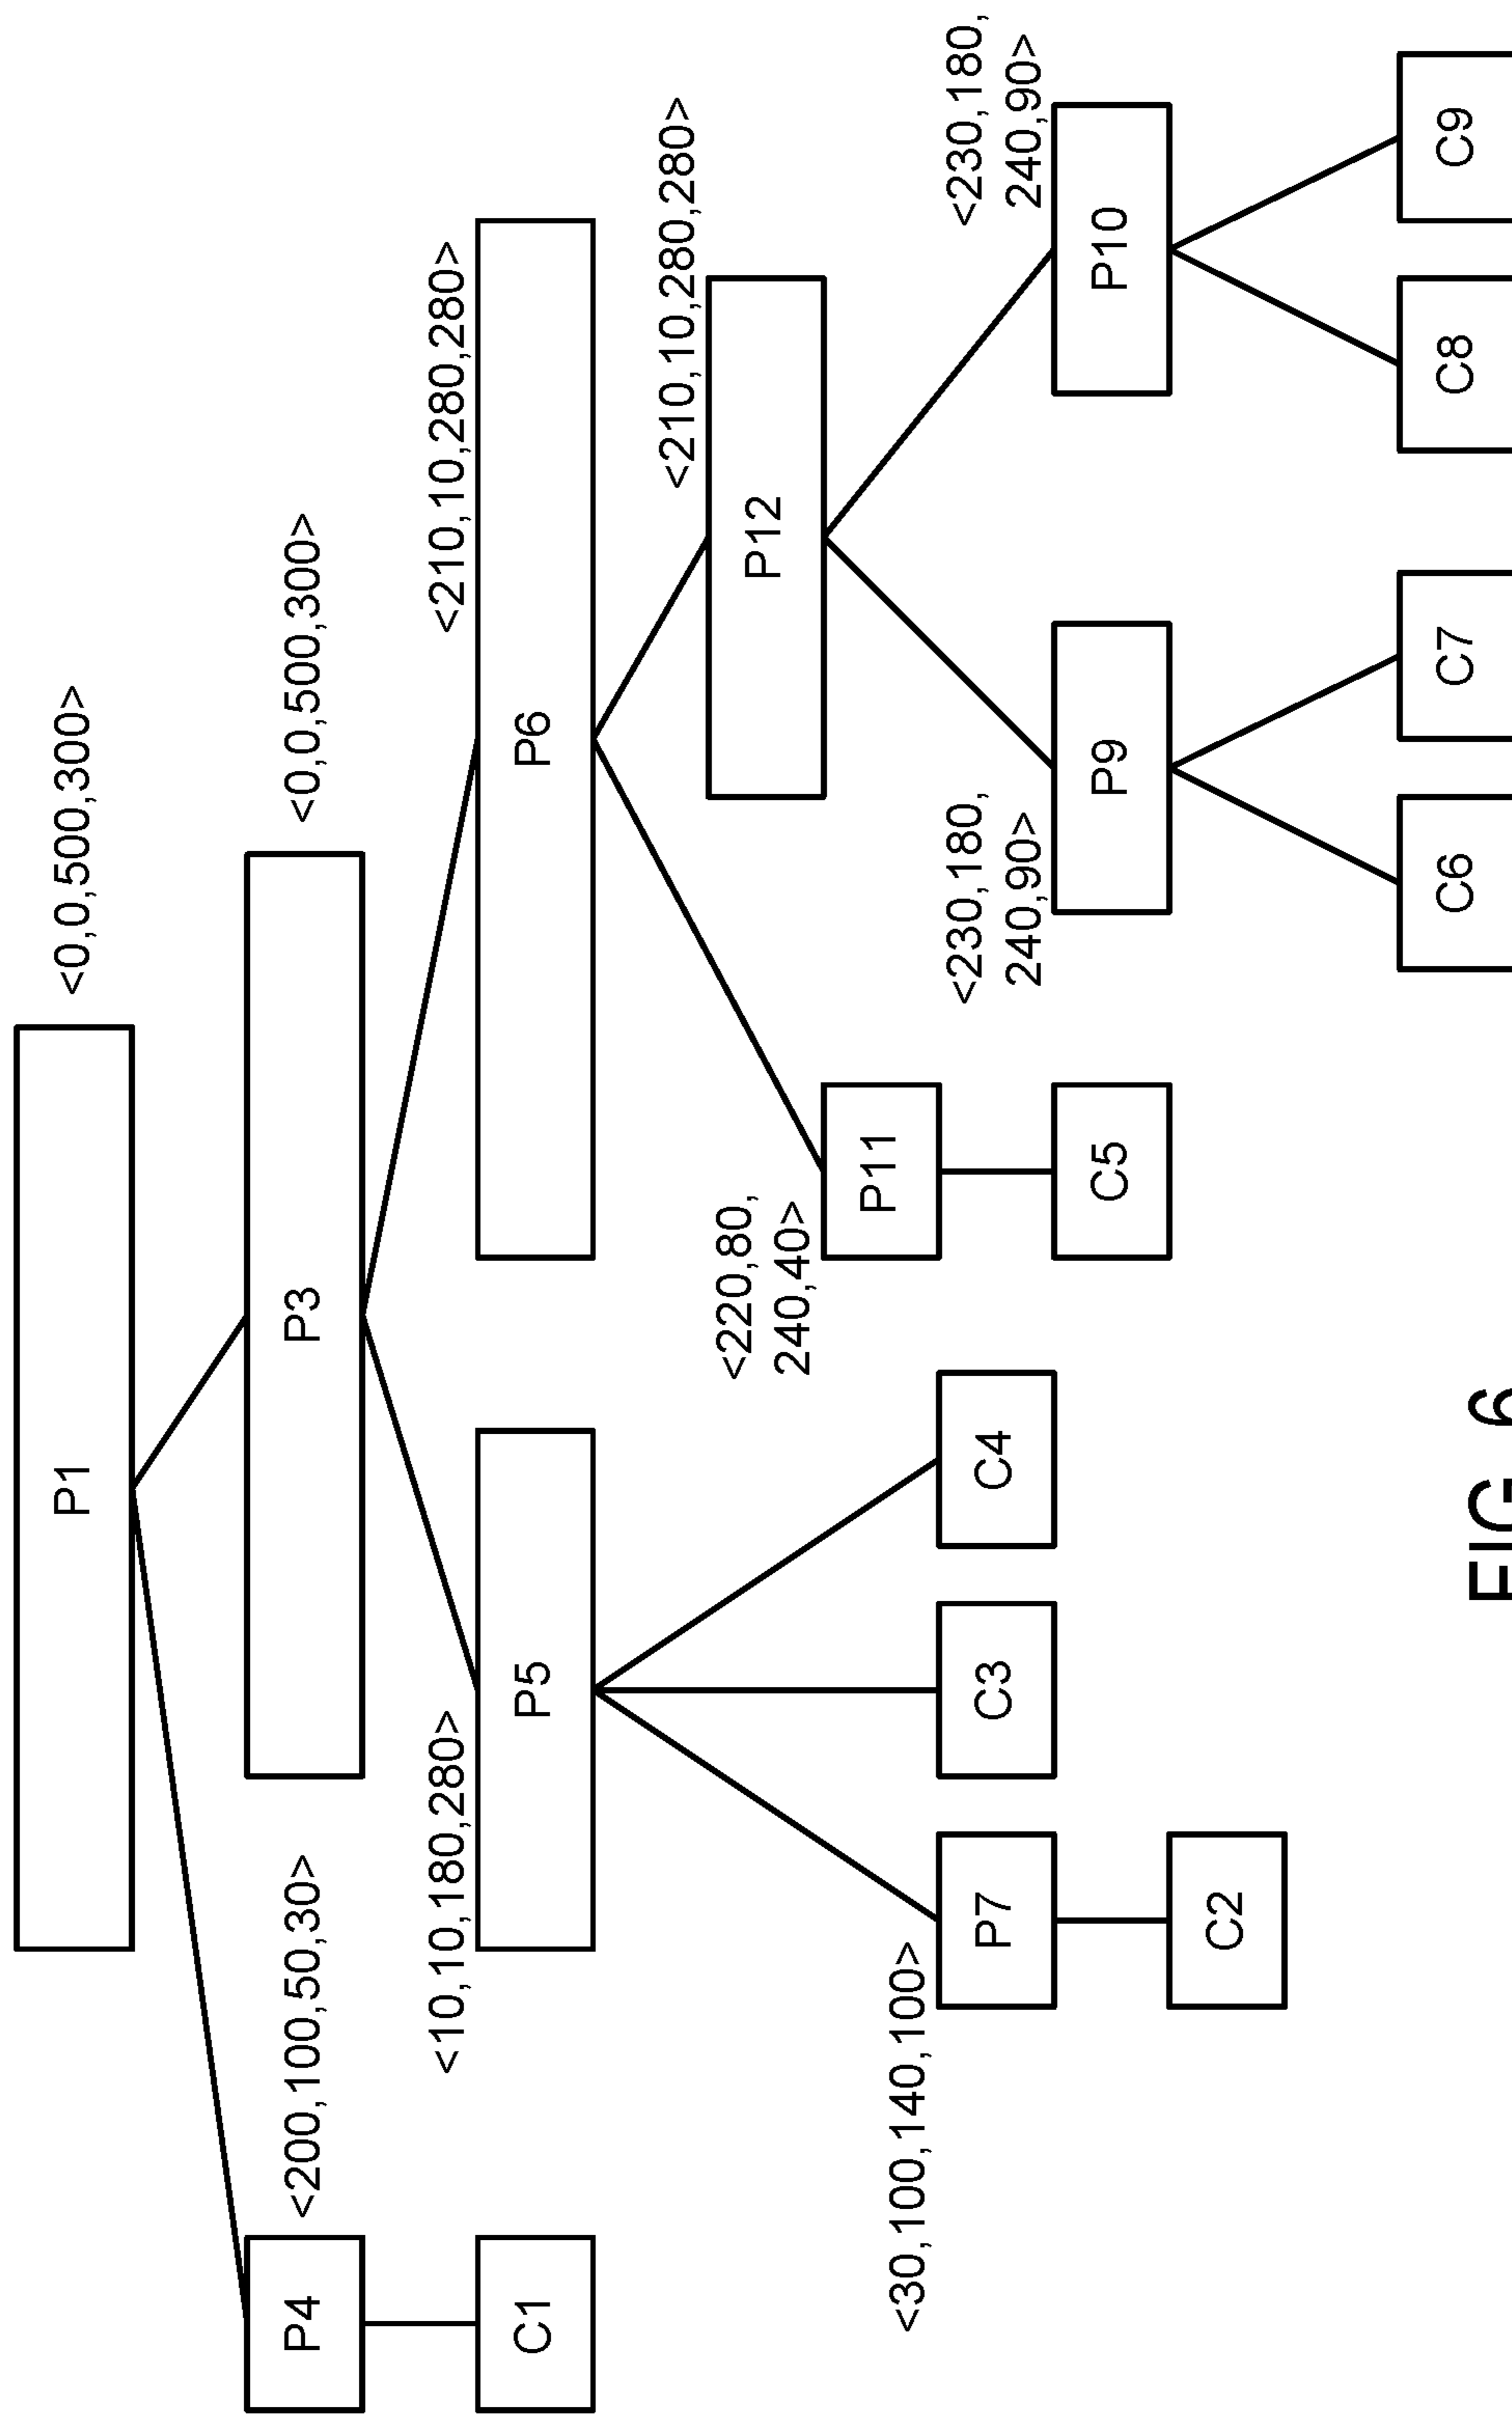 P1
<0,0,500,300>
P4
<200,100,50,30>
P3
<0,0,500,300>
C1
<10,10,180,280>
P5
<210,10,280,280>
P6
<210,10,280,280>
P12
<220,80,
240,40>
P11
<30,100,140,100>
P7
C3
C4
C5
<230,180,
240,90>
P9
<230,180,
240,90>
P10
C2
C6
C7
C8
C9
FIG. 6